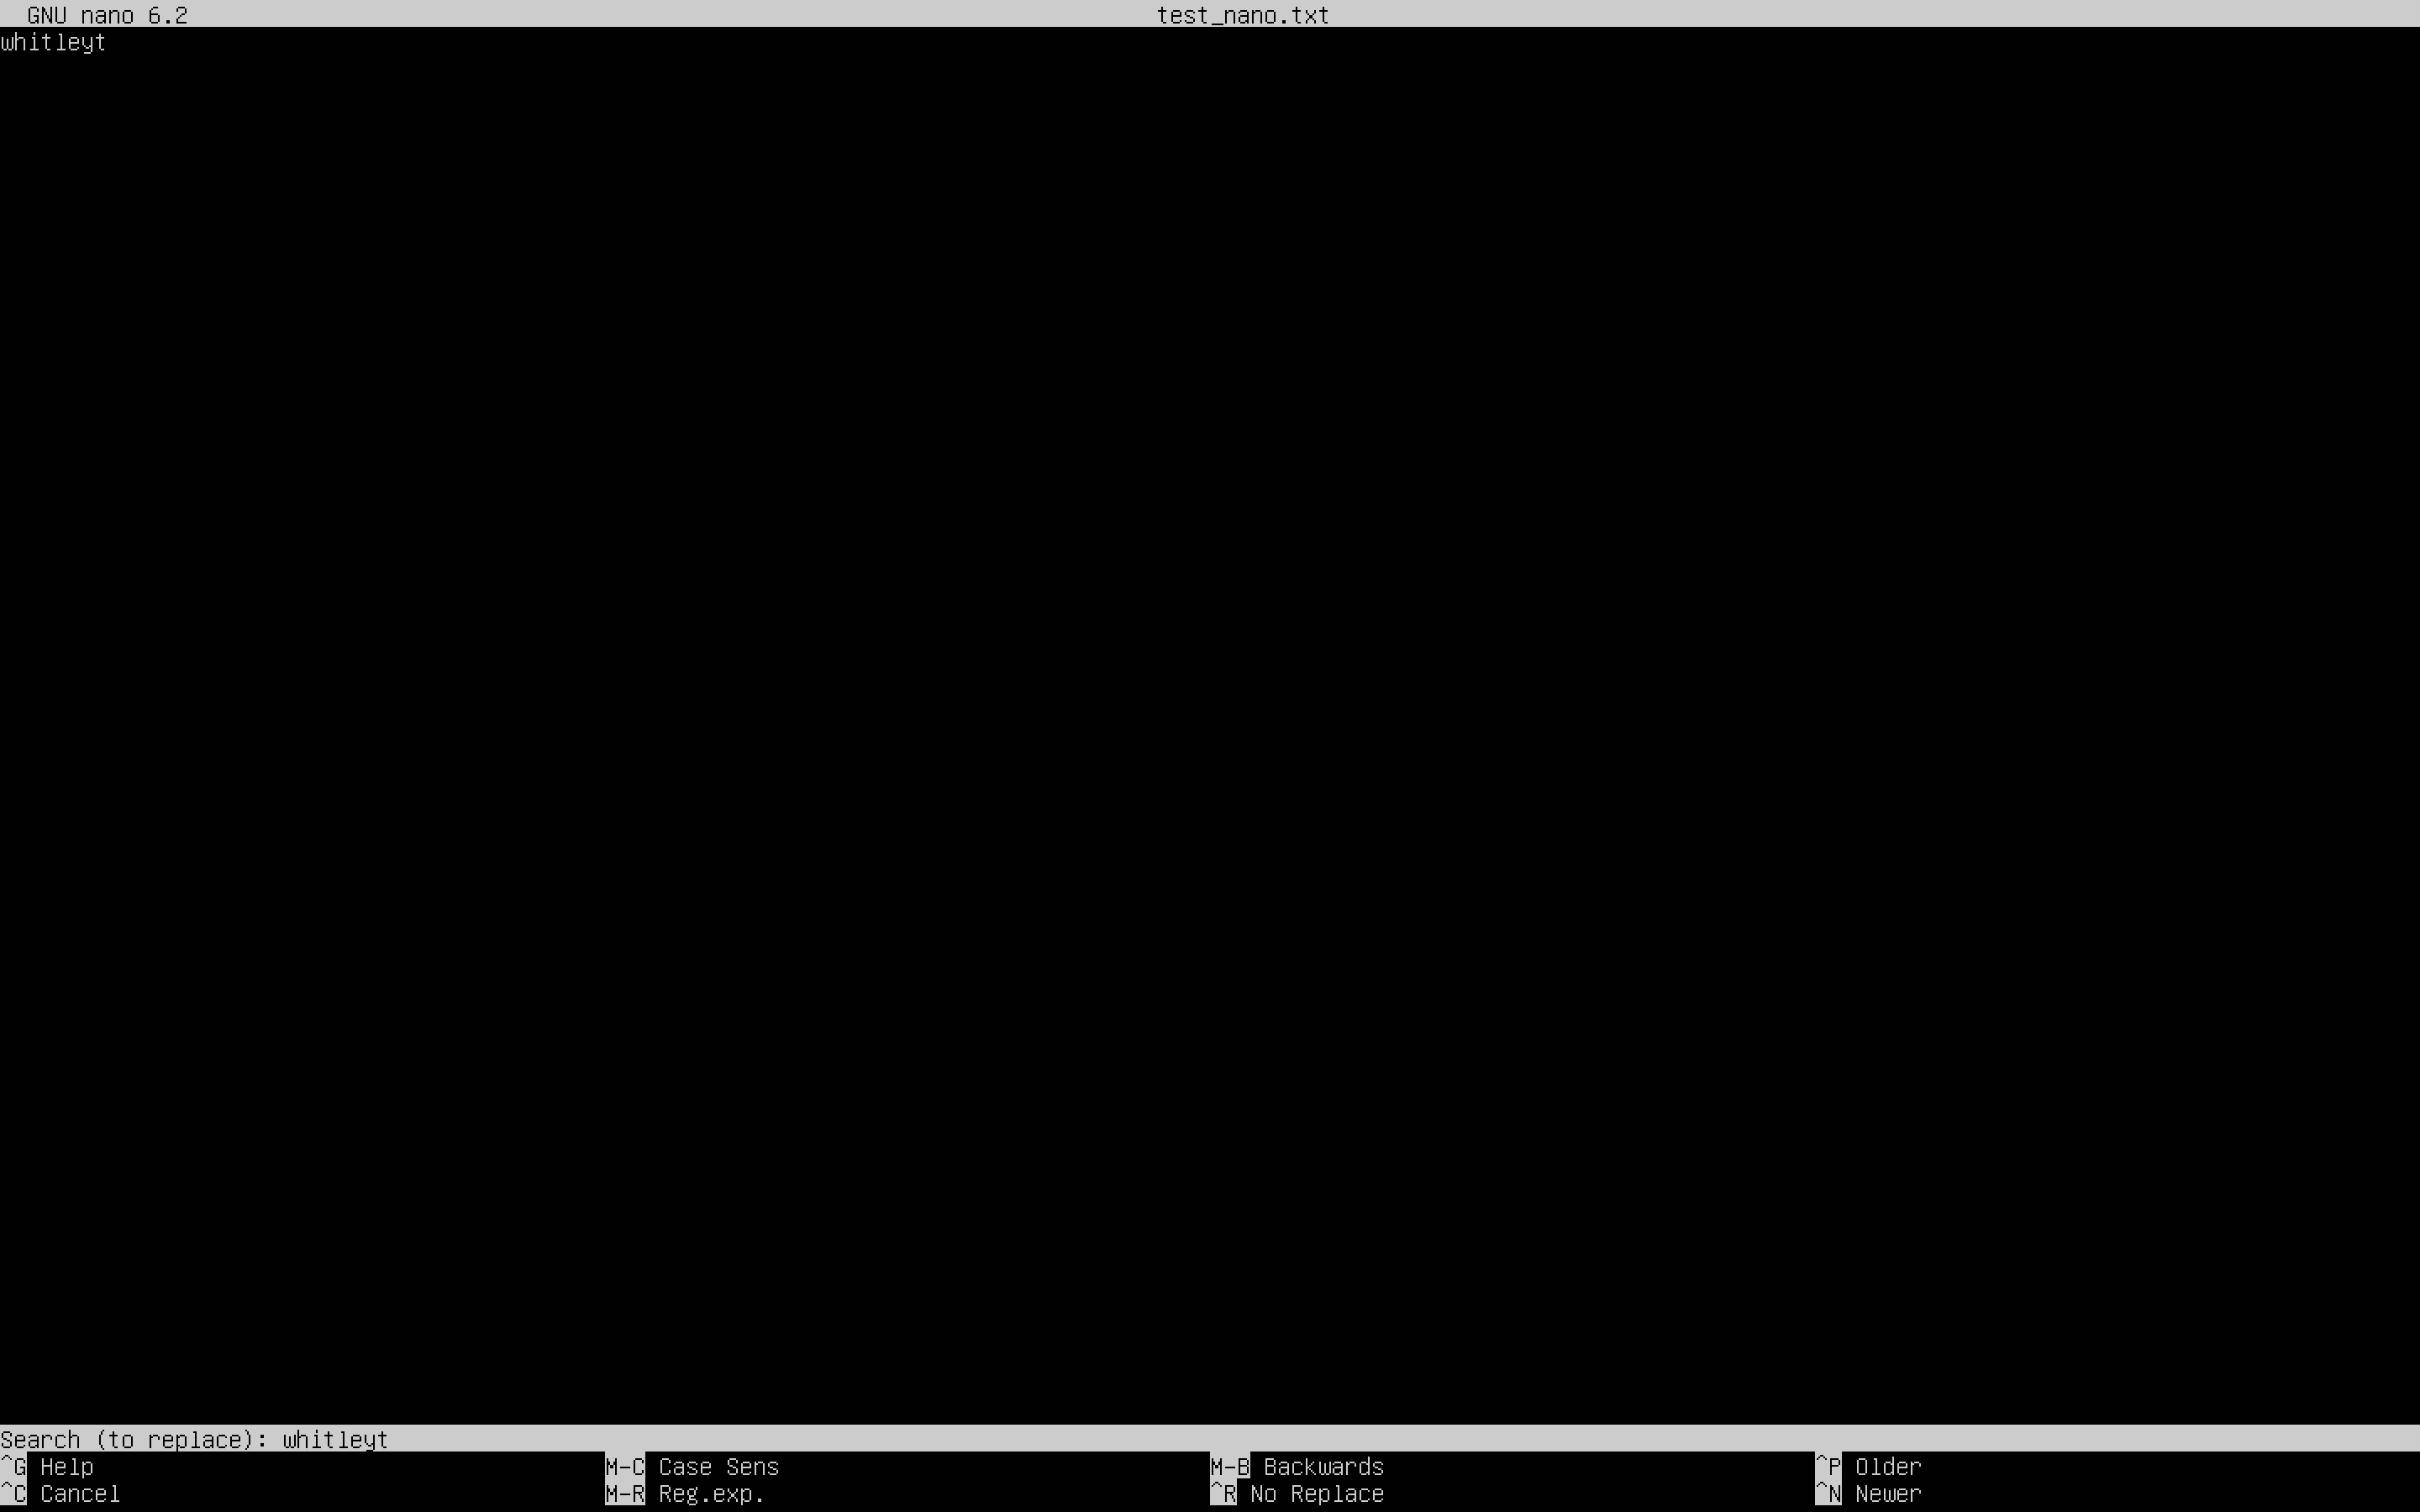 GNU nano 6.2 test_nano.txt
whitleyt
Search (to replace): whitleyt
^G Help M-C Case Sens M-B Backwards ^P Older
^C Cancel M-R Reg.exp. ^R No Replace ^N Newer